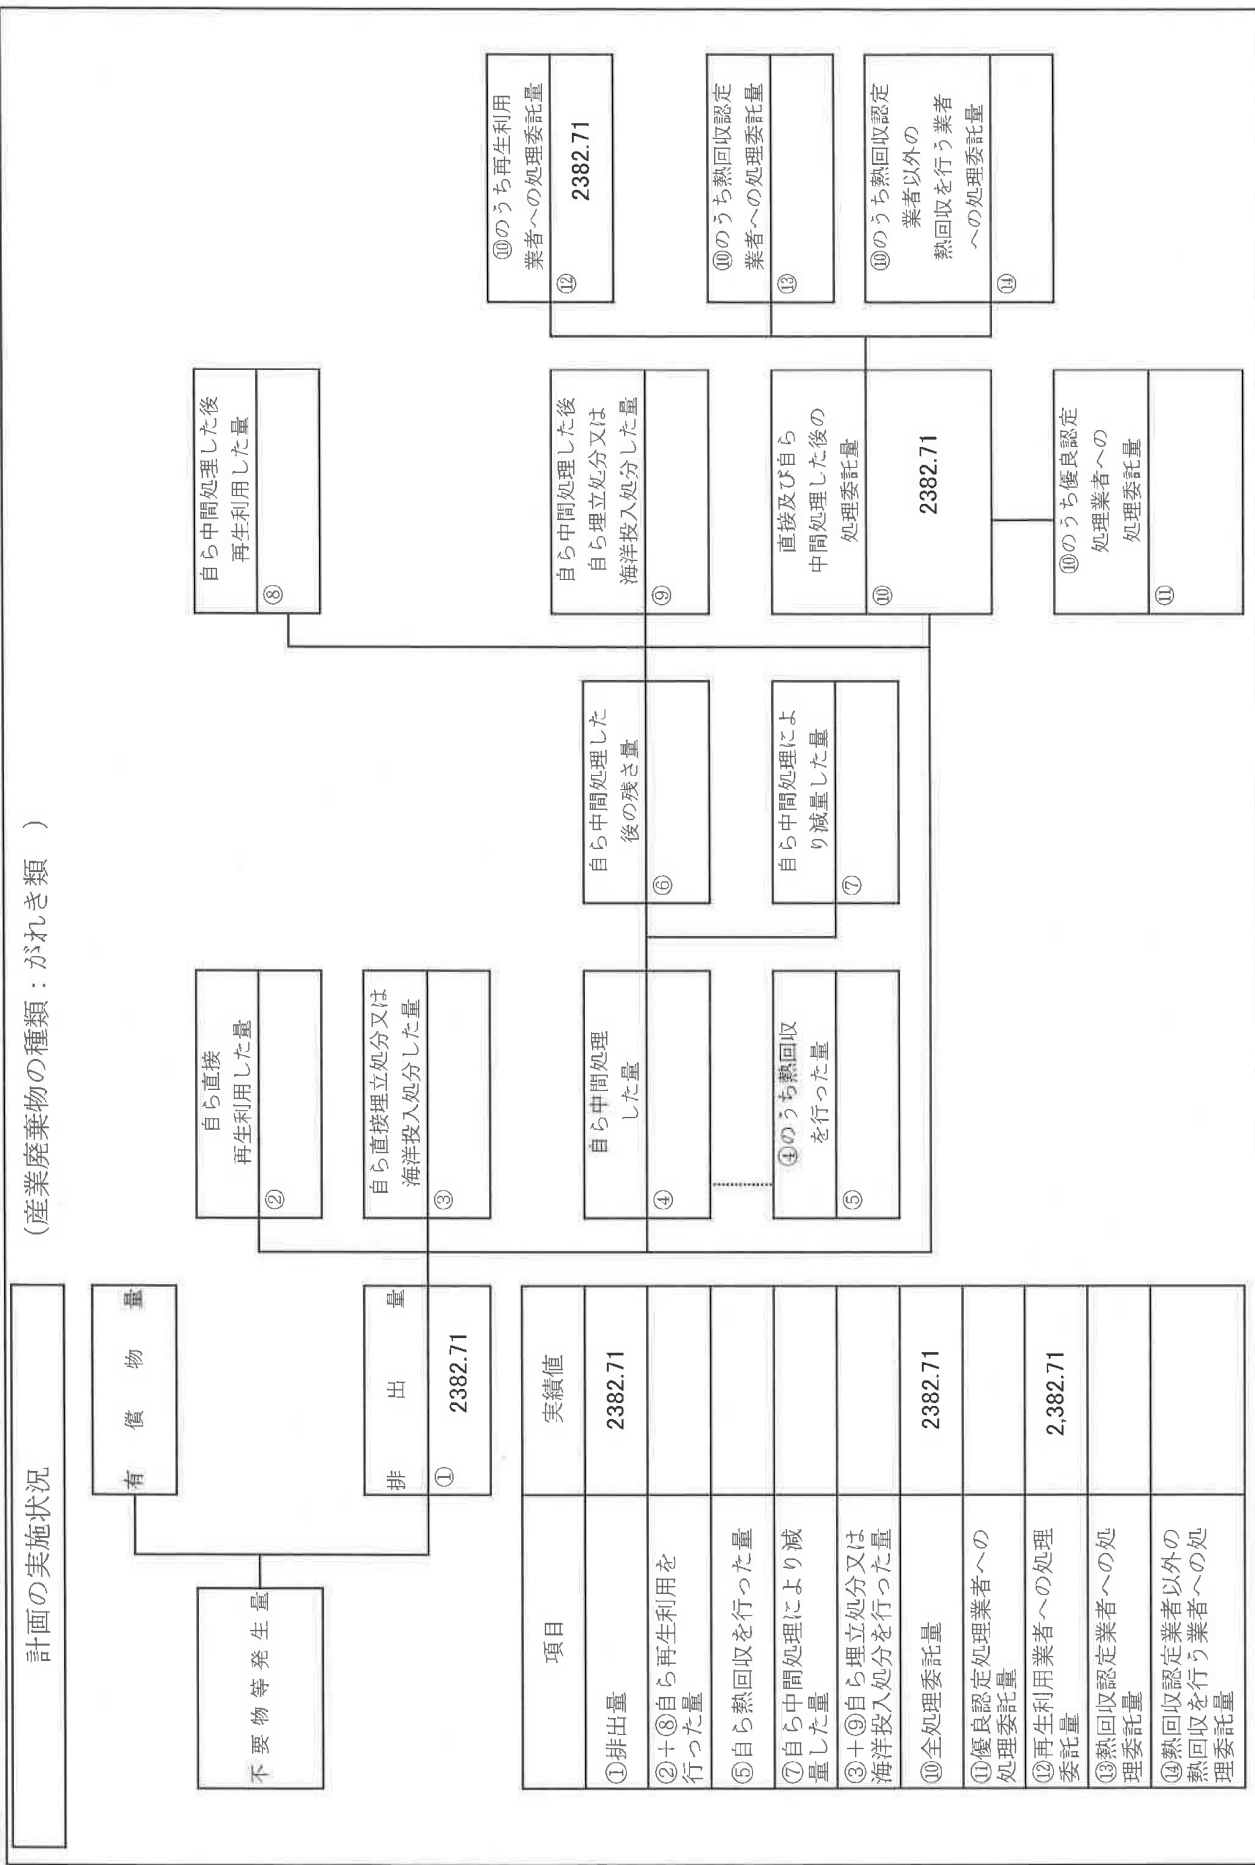 計画の実施状況
(産業廃棄物の種類：がれき類　)
不要物等発生量
有償物量
排出量
①
2382.71
自ら直接
再生利用した量
②
自ら直接埋立処分又は
海洋投入処分した量
③
自ら中間処理
した量
④
④のうち熱回収
を行った量
⑤
自ら中間処理した
後の残さ量
⑥
自ら中間処理によ
り減量した量
⑦
自ら中間処理した後
再生利用した量
⑧
自ら中間処理した後
自ら埋立処分又は
海洋投入処分した量
⑨
直接及び自ら
中間処理した後の
処理委託量
⑩
2382.71
⑩のうち優良認定
処理業者への
処理委託量
⑪
⑩のうち再生利用
業者への処理委託量
⑫
2382.71
⑩のうち熱回収認定
業者への処理委託量
⑬
⑩のうち熱回収認定
業者以外の
熱回収を行う業者
への処理委託量
⑭
項目
実績値
①排出量
2382.71
②＋⑧自ら再生利用を
行った量
⑤自ら熱回収を行った量
⑦自ら中間処理により減
量した量
③＋⑨自ら埋立処分又は
海洋投入処分を行った量
⑩全処理委託量
2382.71
⑪優良認定処理業者への
処理委託量
⑫再生利用業者への処理
委託量
2,382.71
⑬熱回収認定業者への処
理委託量
⑭熱回収認定業者以外の
熱回収を行う業者への処
理委託量